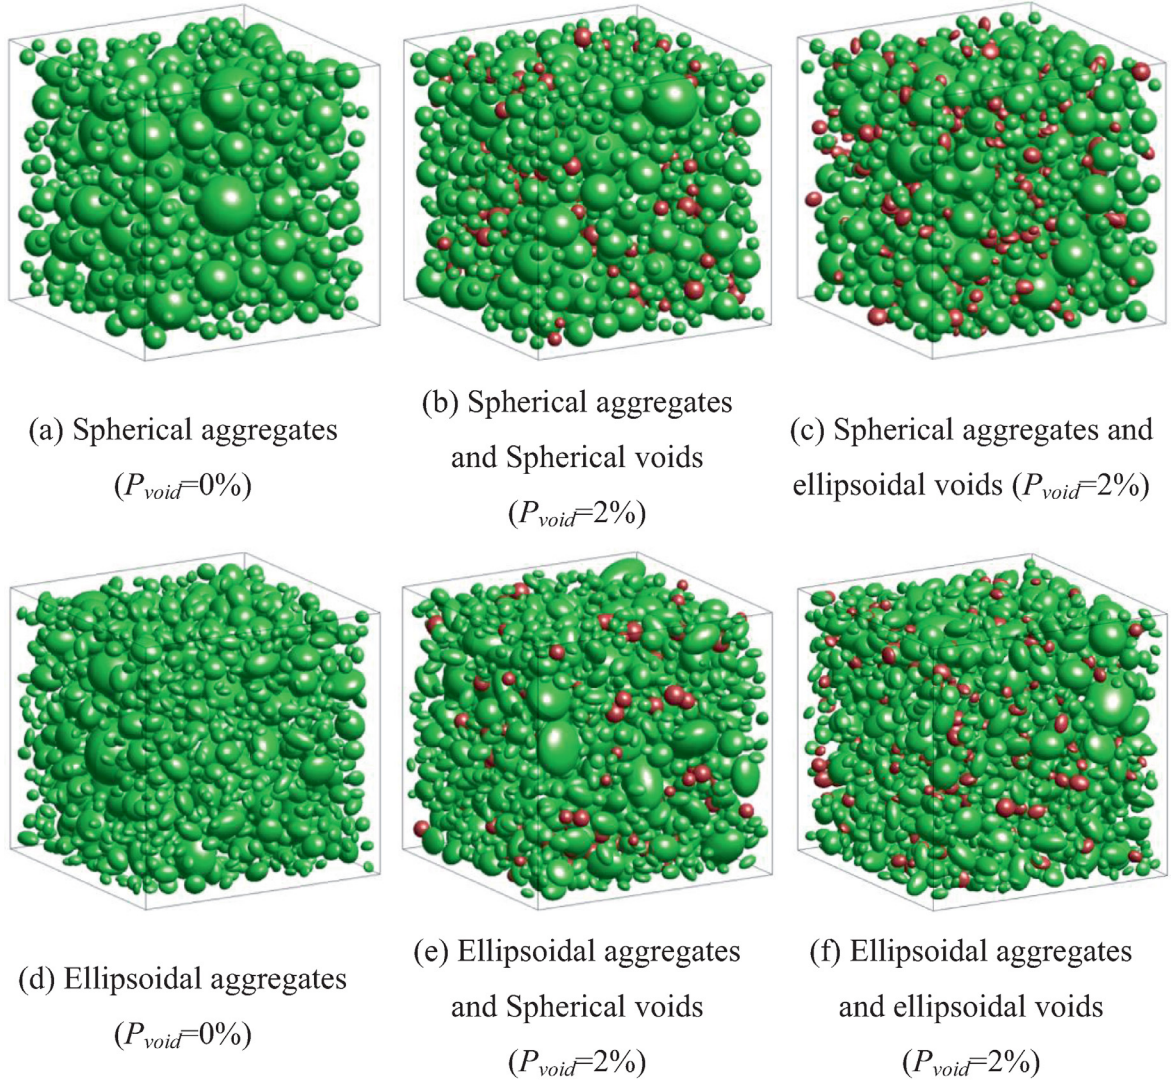 (a) Spherical aggregates
(P_void=0%)
(b) Spherical aggregates
and Spherical voids
(P_void=2%)
(c) Spherical aggregates and
ellipsoidal voids (P_void=2%)
(d) Ellipsoidal aggregates
(P_void=0%)
(e) Ellipsoidal aggregates
and Spherical voids
(P_void=2%)
(f) Ellipsoidal aggregates
and ellipsoidal voids
(P_void=2%)